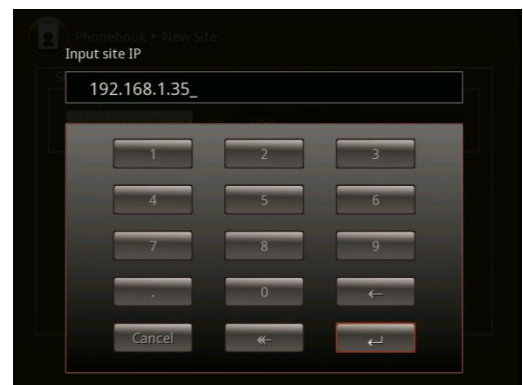 Phonebook ▸ New Site
Input site IP
192.168.1.35_
1 2 3
4 5 6
7 8 9
. 0 ←
Cancel ↞ ↵